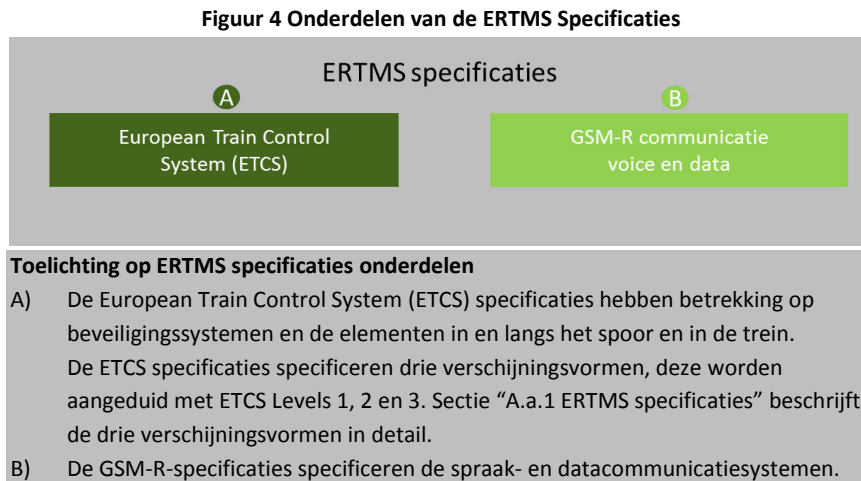 Figuur 4 Onderdelen van de ERTMS Specificaties
ERTMS specificaties
A
B
European Train Control
System (ETCS)
GSM-R communicatie
voice en data
Toelichting op ERTMS specificaties onderdelen
A) De European Train Control System (ETCS) specificaties hebben betrekking op
beveiligingssystemen en de elementen in en langs het spoor en in de trein.
De ETCS specificaties specificeren drie verschijningsvormen, deze worden
aangeduid met ETCS Levels 1, 2 en 3. Sectie “A.a.1 ERTMS specificaties” beschrijft
de drie verschijningsvormen in detail.
B) De GSM-R-specificaties specificeren de spraak- en datacommunicatiesystemen.